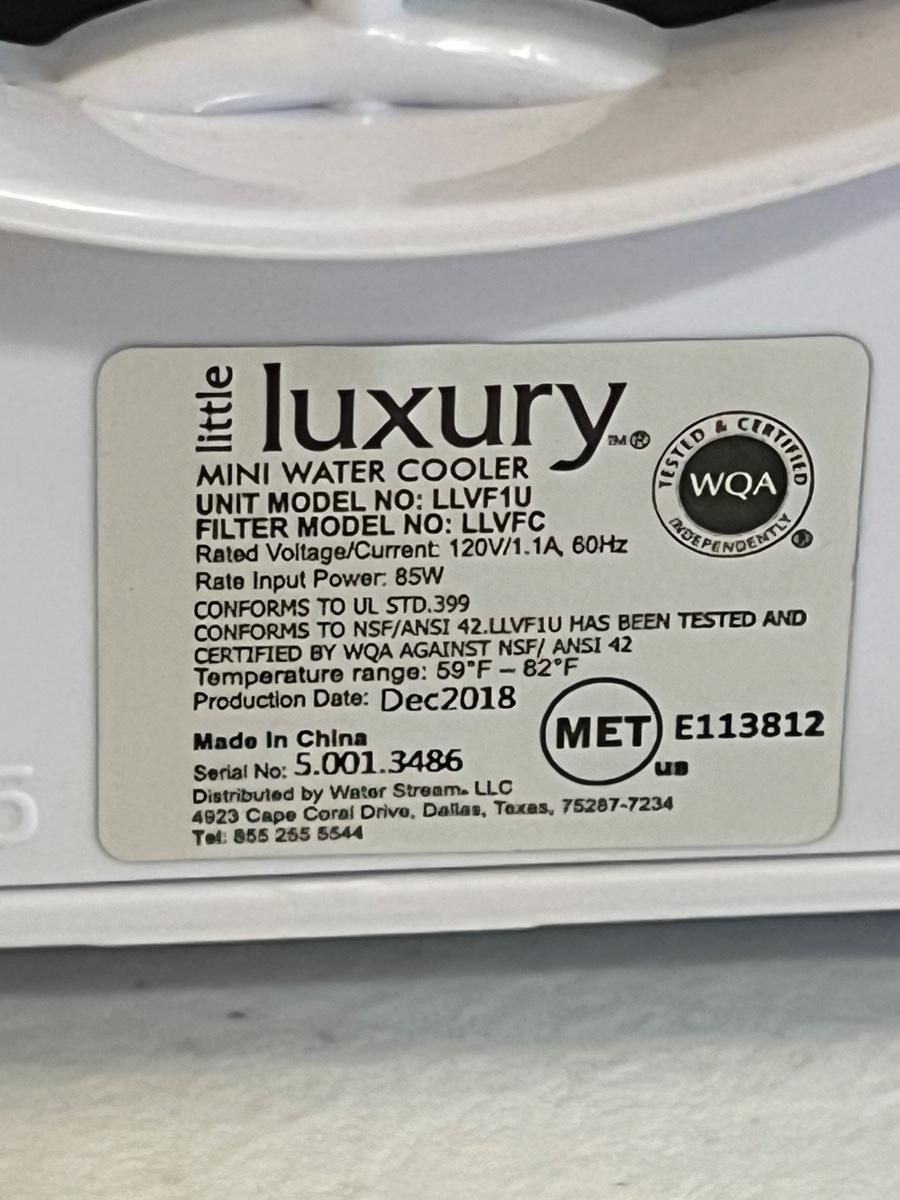 little luxury™®
MINI WATER COOLER
UNIT MODEL NO: LLVF1U
FILTER MODEL NO: LLVFC
Rated Voltage/Current: 120V/1.1A, 60Hz
Rate Input Power: 85W
CONFORMS TO UL STD.399
CONFORMS TO NSF/ANSI 42.LLVF1U HAS BEEN TESTED AND
CERTIFIED BY WQA AGAINST NSF/ ANSI 42
Temperature range: 59°F – 82°F
Production Date: Dec2018
Made In China
Serial No: 5.001.3486
Distributed by Water Stream, LLC
4923 Cape Coral Drive, Dallas, Texas, 75287-7234
Tel: 855 255 5544
TESTED & CERTIFIED
WQA
INDEPENDENTLY
®
MET us E113812
5